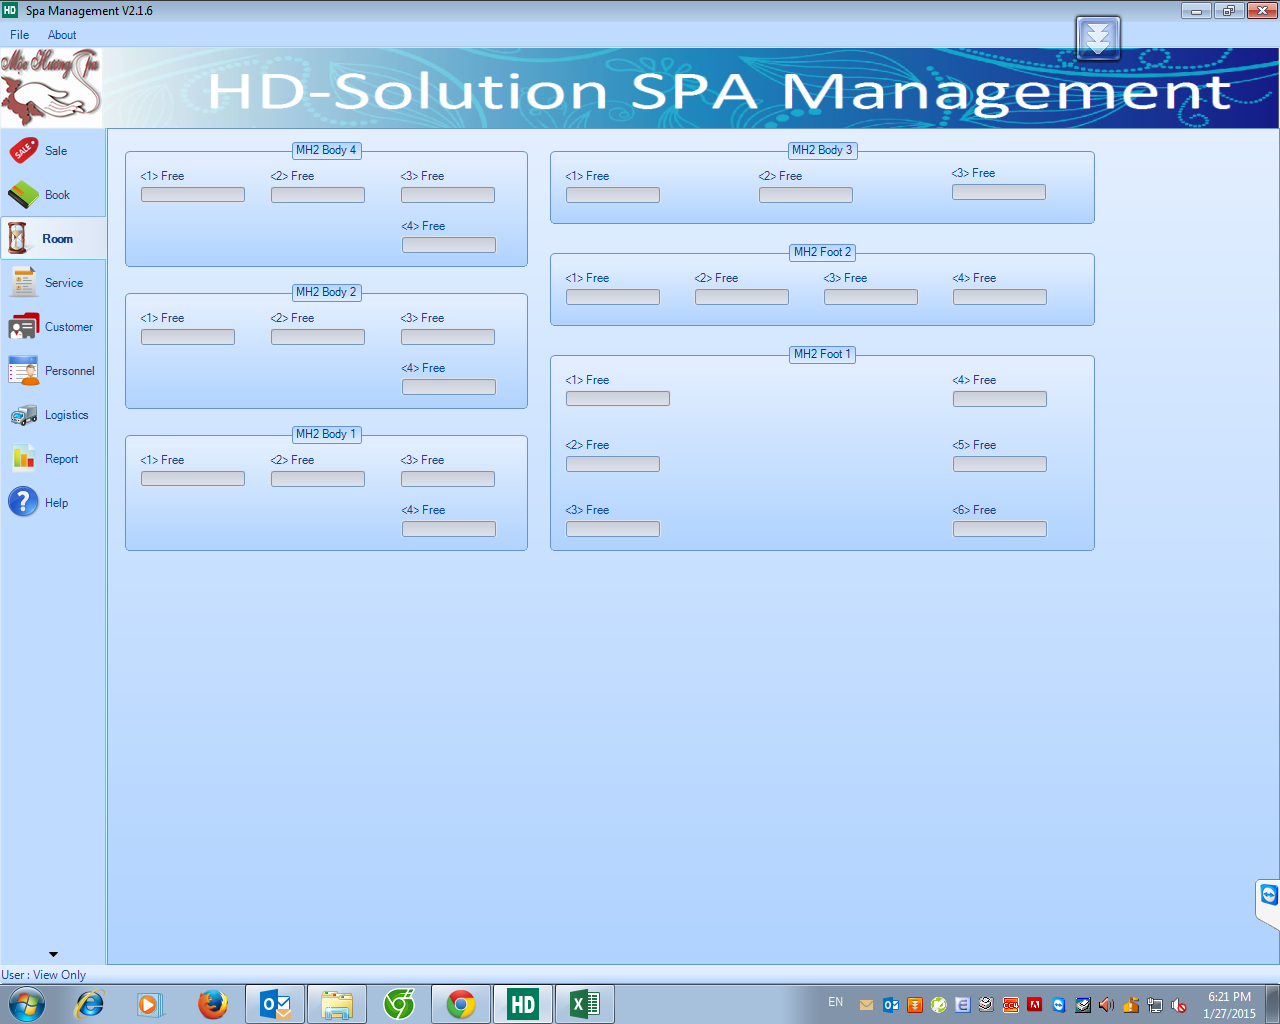 HD Spa Management V2.1.6
File About
Mộc Hương Spa
HD-Solution SPA Management
SALE Sale
Book
Room
Service
Customer
Personnel
Logistics
Report
? Help
MH2 Body 4
<1> Free <2> Free <3> Free
<4> Free
MH2 Body 2
<1> Free <2> Free <3> Free
<4> Free
MH2 Body 1
<1> Free <2> Free <3> Free
<4> Free
MH2 Body 3
<1> Free <2> Free <3> Free
MH2 Foot 2
<1> Free <2> Free <3> Free <4> Free
MH2 Foot 1
<1> Free <4> Free
<2> Free <5> Free
<3> Free <6> Free
User : View Only
HD
EN
6:21 PM
1/27/2015